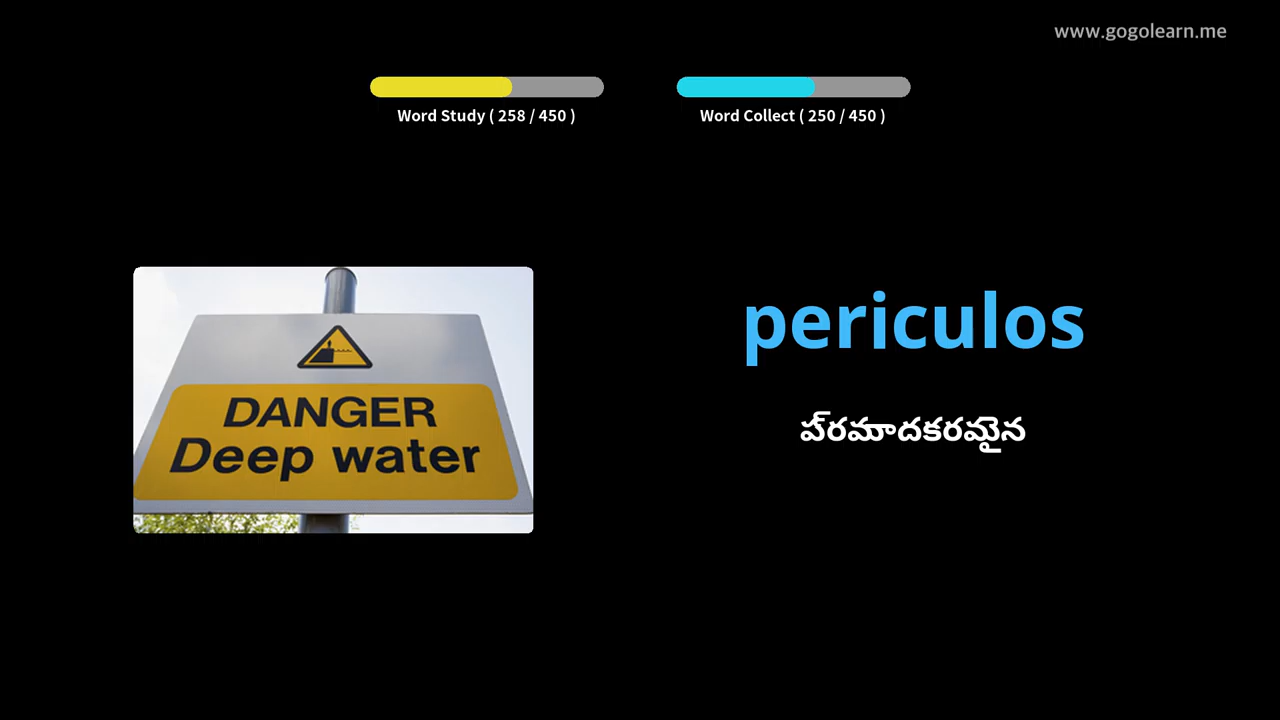 www.gogolearn.me
Word Study ( 258 / 450 )
Word Collect ( 250 / 450 )
DANGER
Deep water
periculos
ప్రమాదకరమైన